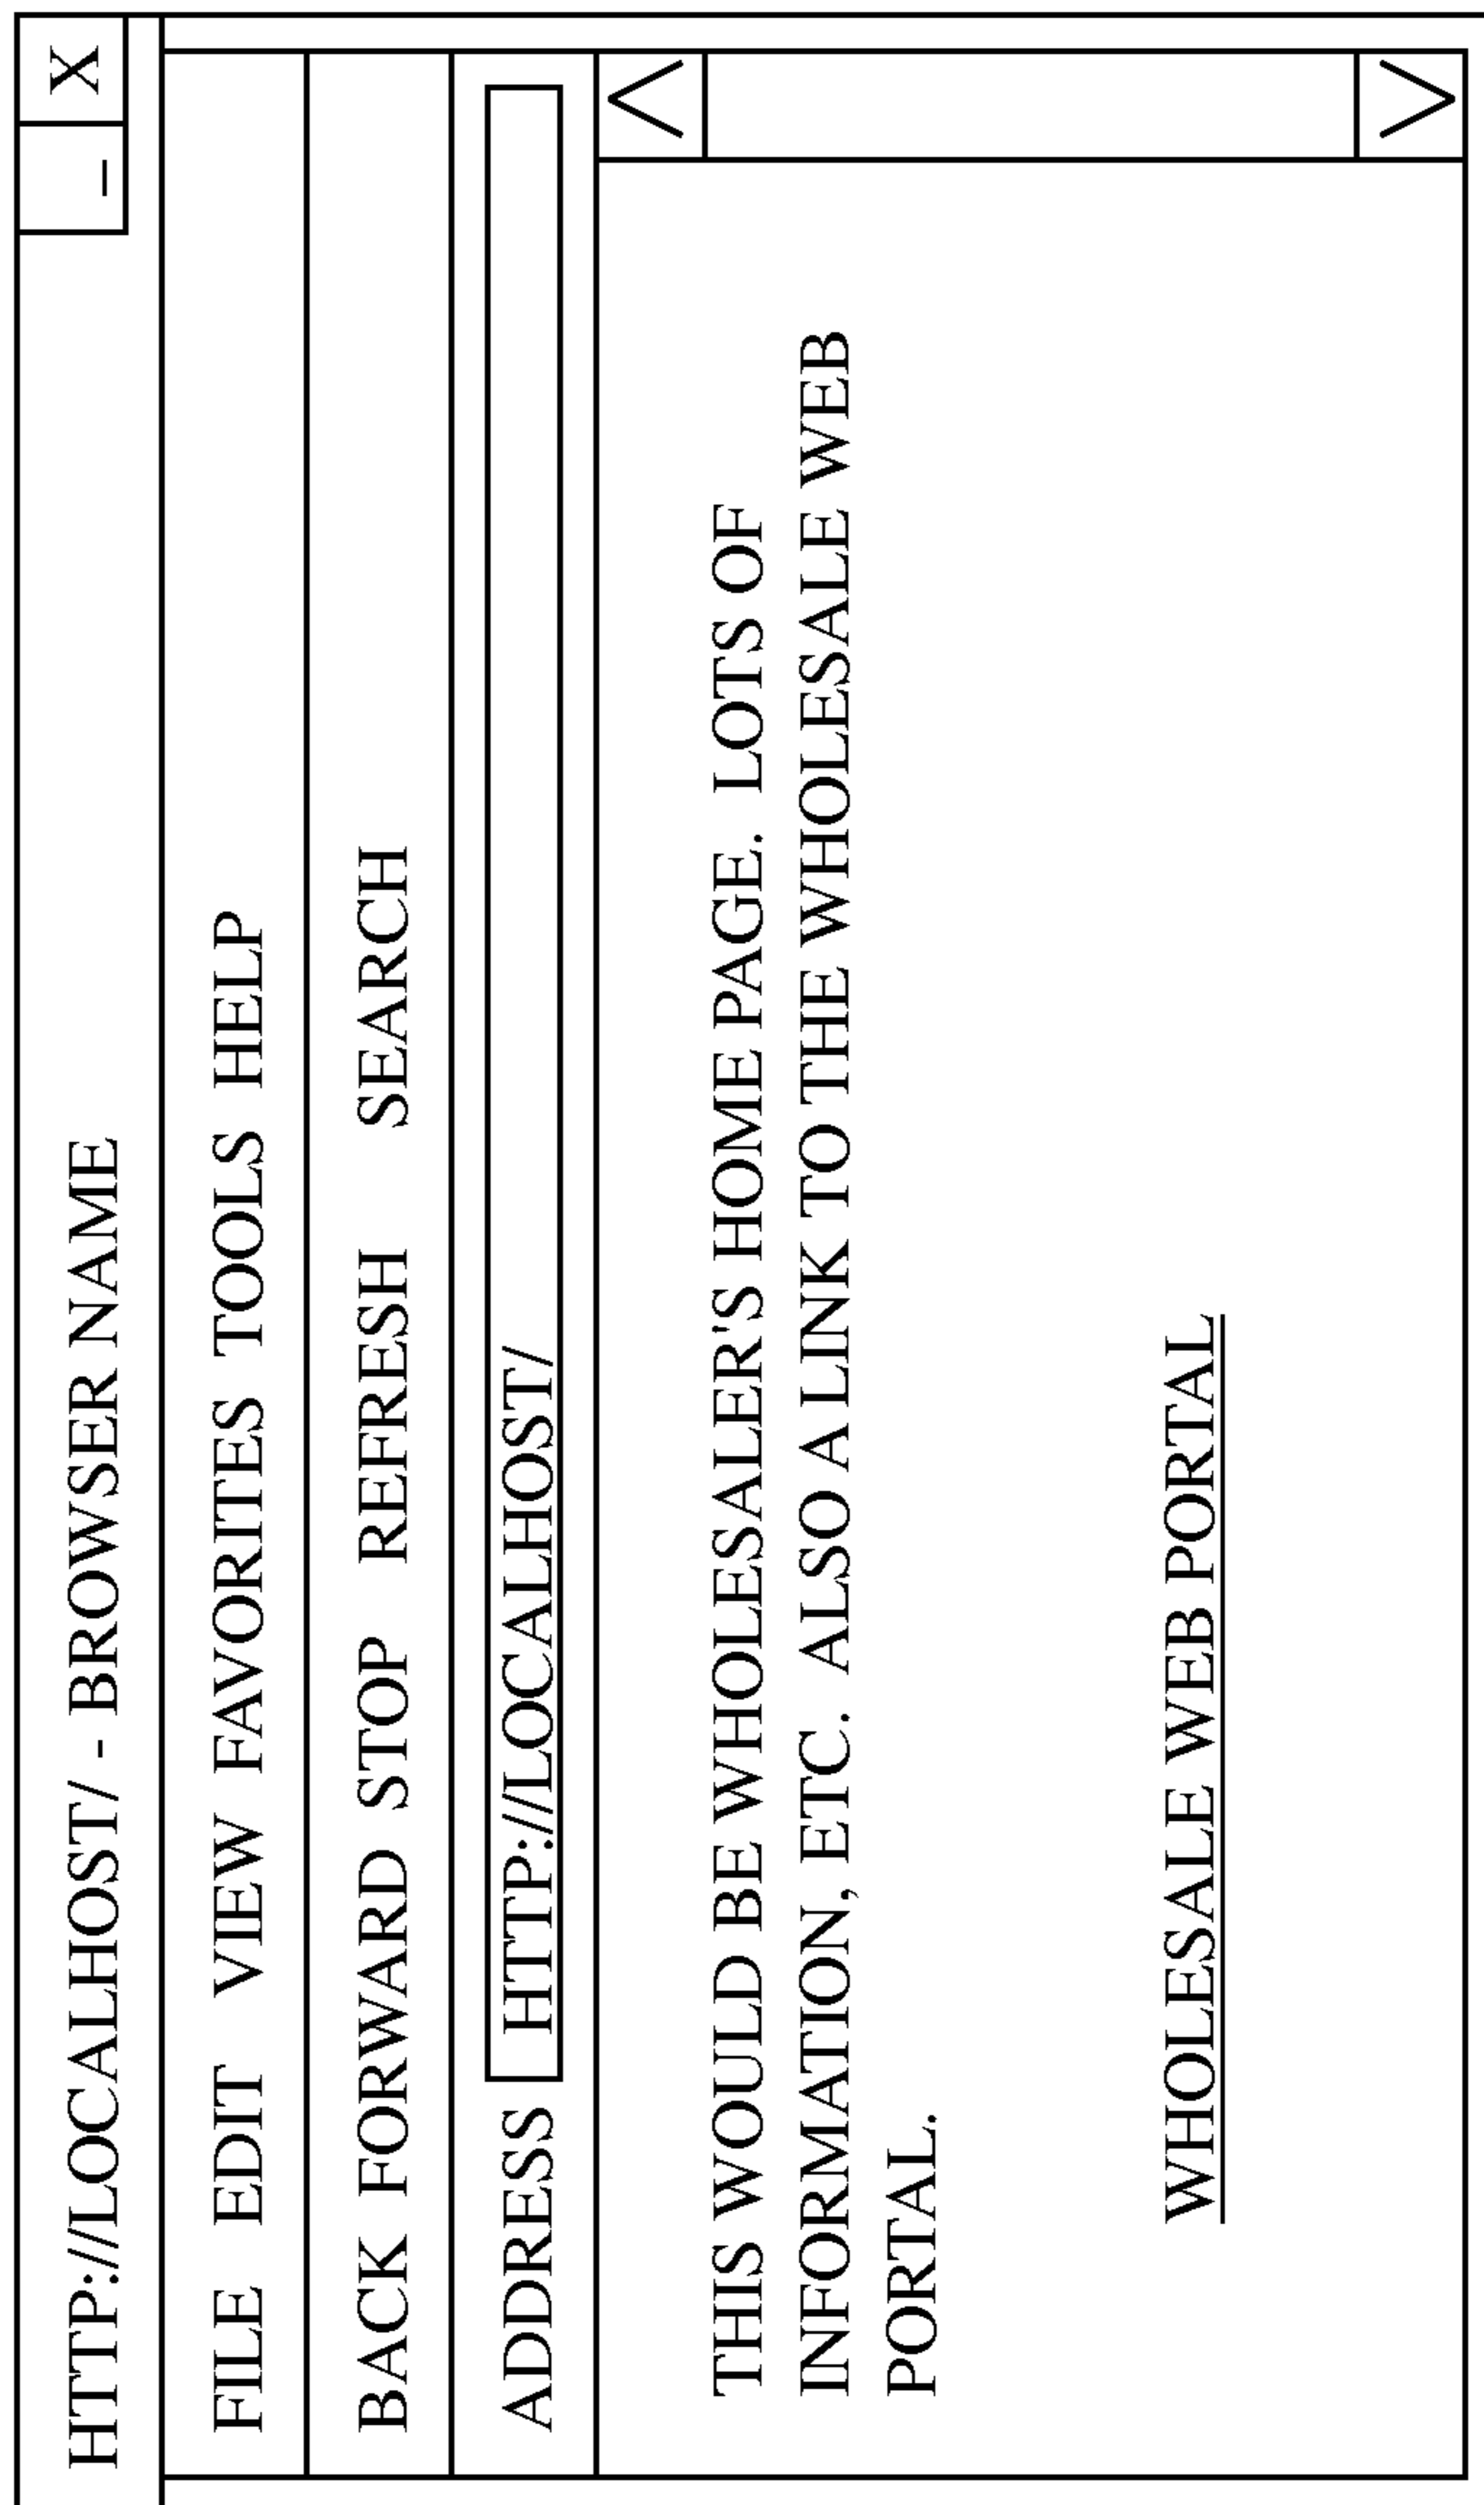 HTTP://LOCALHOST/ - BROWSER NAME
_ X
FILE EDIT VIEW FAVORITES TOOLS HELP
BACK FORWARD STOP REFRESH SEARCH
ADDRESS HTTP://LOCALHOST/
THIS WOULD BE WHOLESALER'S HOME PAGE. LOTS OF
INFORMATION, ETC. ALSO A LINK TO THE WHOLESALE WEB
PORTAL.
WHOLESALE WEB PORTAL